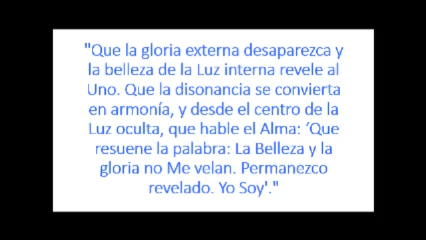 "Que la gloria externa desaparezca y
la belleza de la Luz interna revele al
Uno. Que la disonancia se convierta
en armonía, y desde el centro de la
Luz oculta, que hable el Alma: ‘Que
resuene la palabra: La Belleza y la
gloria no Me velan. Permanezco
revelado. Yo Soy'."